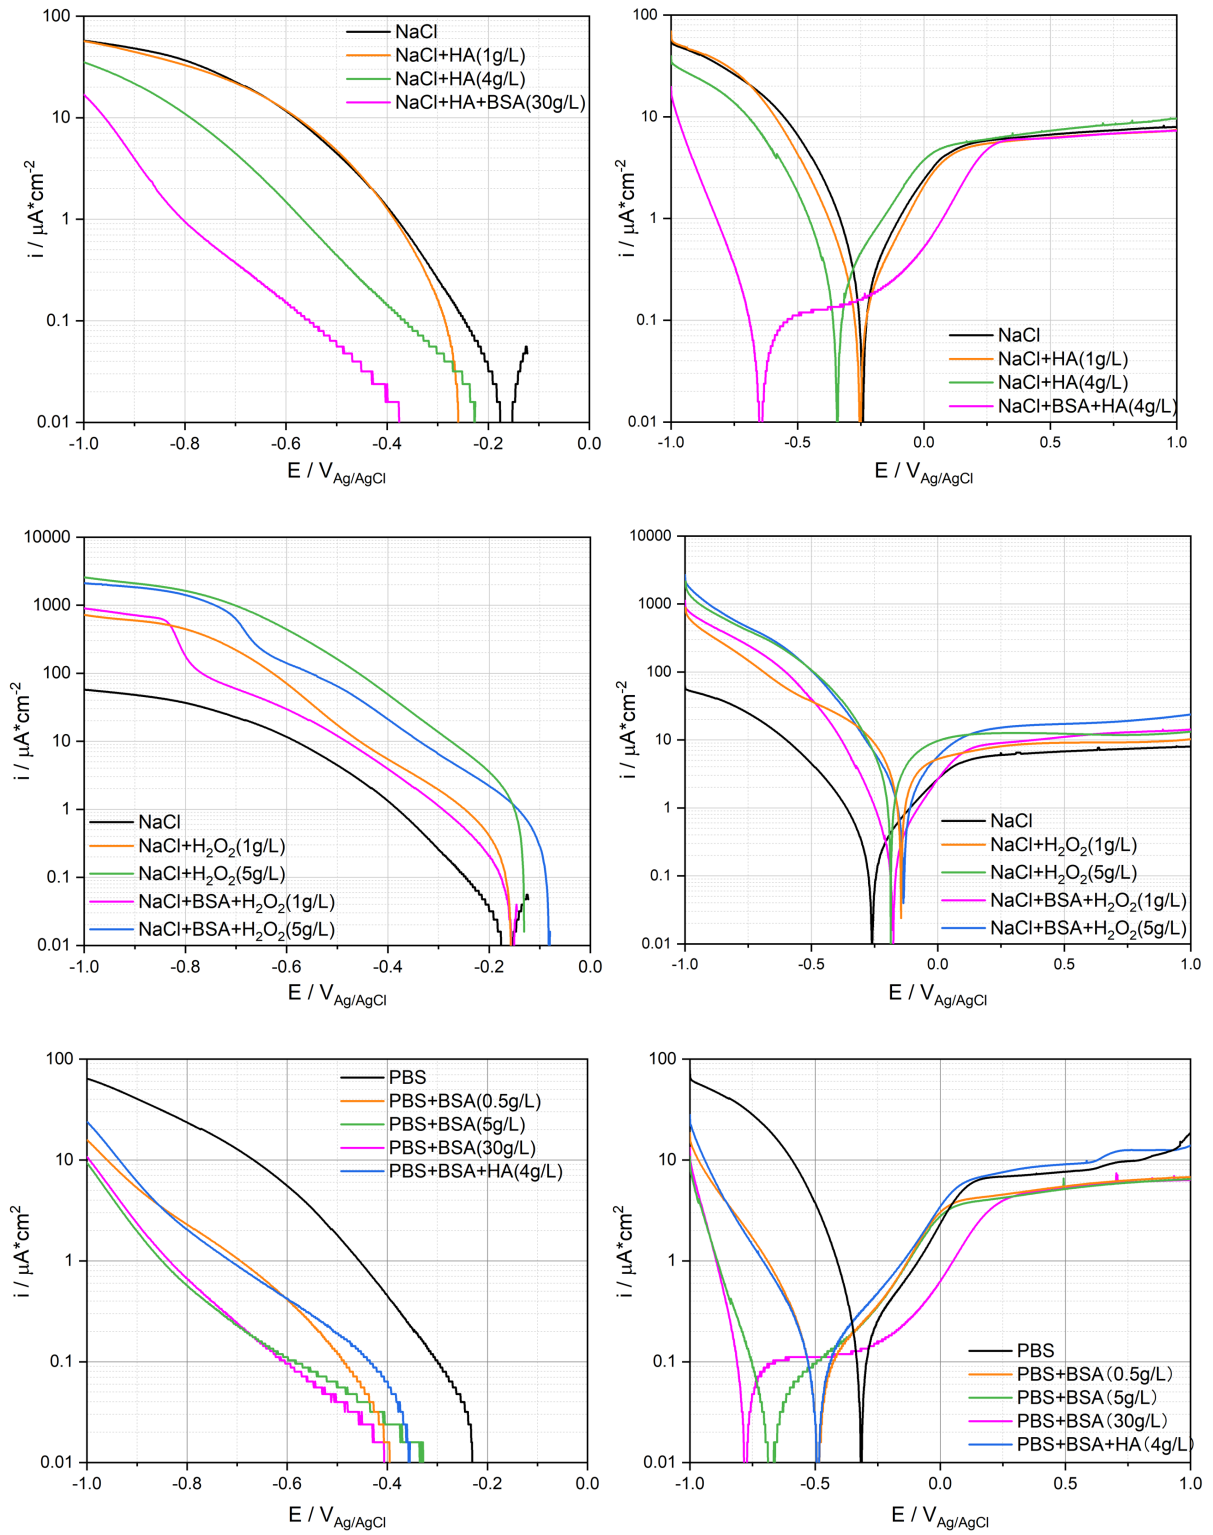 100
10
1
0.1
0.01
-1.0
-0.8
-0.6
-0.4
-0.2
0.0
i / µA*cm⁻²
E / V_Ag/AgCl
NaCl
NaCl+HA(1g/L)
NaCl+HA(4g/L)
NaCl+HA+BSA(30g/L)
100
10
1
0.1
0.01
-1.0
-0.5
0.0
0.5
1.0
i / µA*cm⁻²
E / V_Ag/AgCl
NaCl
NaCl+HA(1g/L)
NaCl+HA(4g/L)
NaCl+BSA+HA(4g/L)
10000
1000
100
10
1
0.1
0.01
-1.0
-0.8
-0.6
-0.4
-0.2
0.0
i / µA*cm⁻²
E / V_Ag/AgCl
NaCl
NaCl+H₂O₂(1g/L)
NaCl+H₂O₂(5g/L)
NaCl+BSA+H₂O₂(1g/L)
NaCl+BSA+H₂O₂(5g/L)
10000
1000
100
10
1
0.1
0.01
-1.0
-0.5
0.0
0.5
1.0
i / µA*cm⁻²
E / V_Ag/AgCl
NaCl
NaCl+H₂O₂(1g/L)
NaCl+H₂O₂(5g/L)
NaCl+BSA+H₂O₂(1g/L)
NaCl+BSA+H₂O₂(5g/L)
100
10
1
0.1
0.01
-1.0
-0.8
-0.6
-0.4
-0.2
0.0
i / µA*cm²
E / V_Ag/AgCl
PBS
PBS+BSA(0.5g/L)
PBS+BSA(5g/L)
PBS+BSA(30g/L)
PBS+BSA+HA(4g/L)
100
10
1
0.1
0.01
-1.0
-0.5
0.0
0.5
1.0
i / µA*cm²
E / V_Ag/AgCl
PBS
PBS+BSA（0.5g/L）
PBS+BSA（5g/L）
PBS+BSA（30g/L）
PBS+BSA+HA（4g/L）